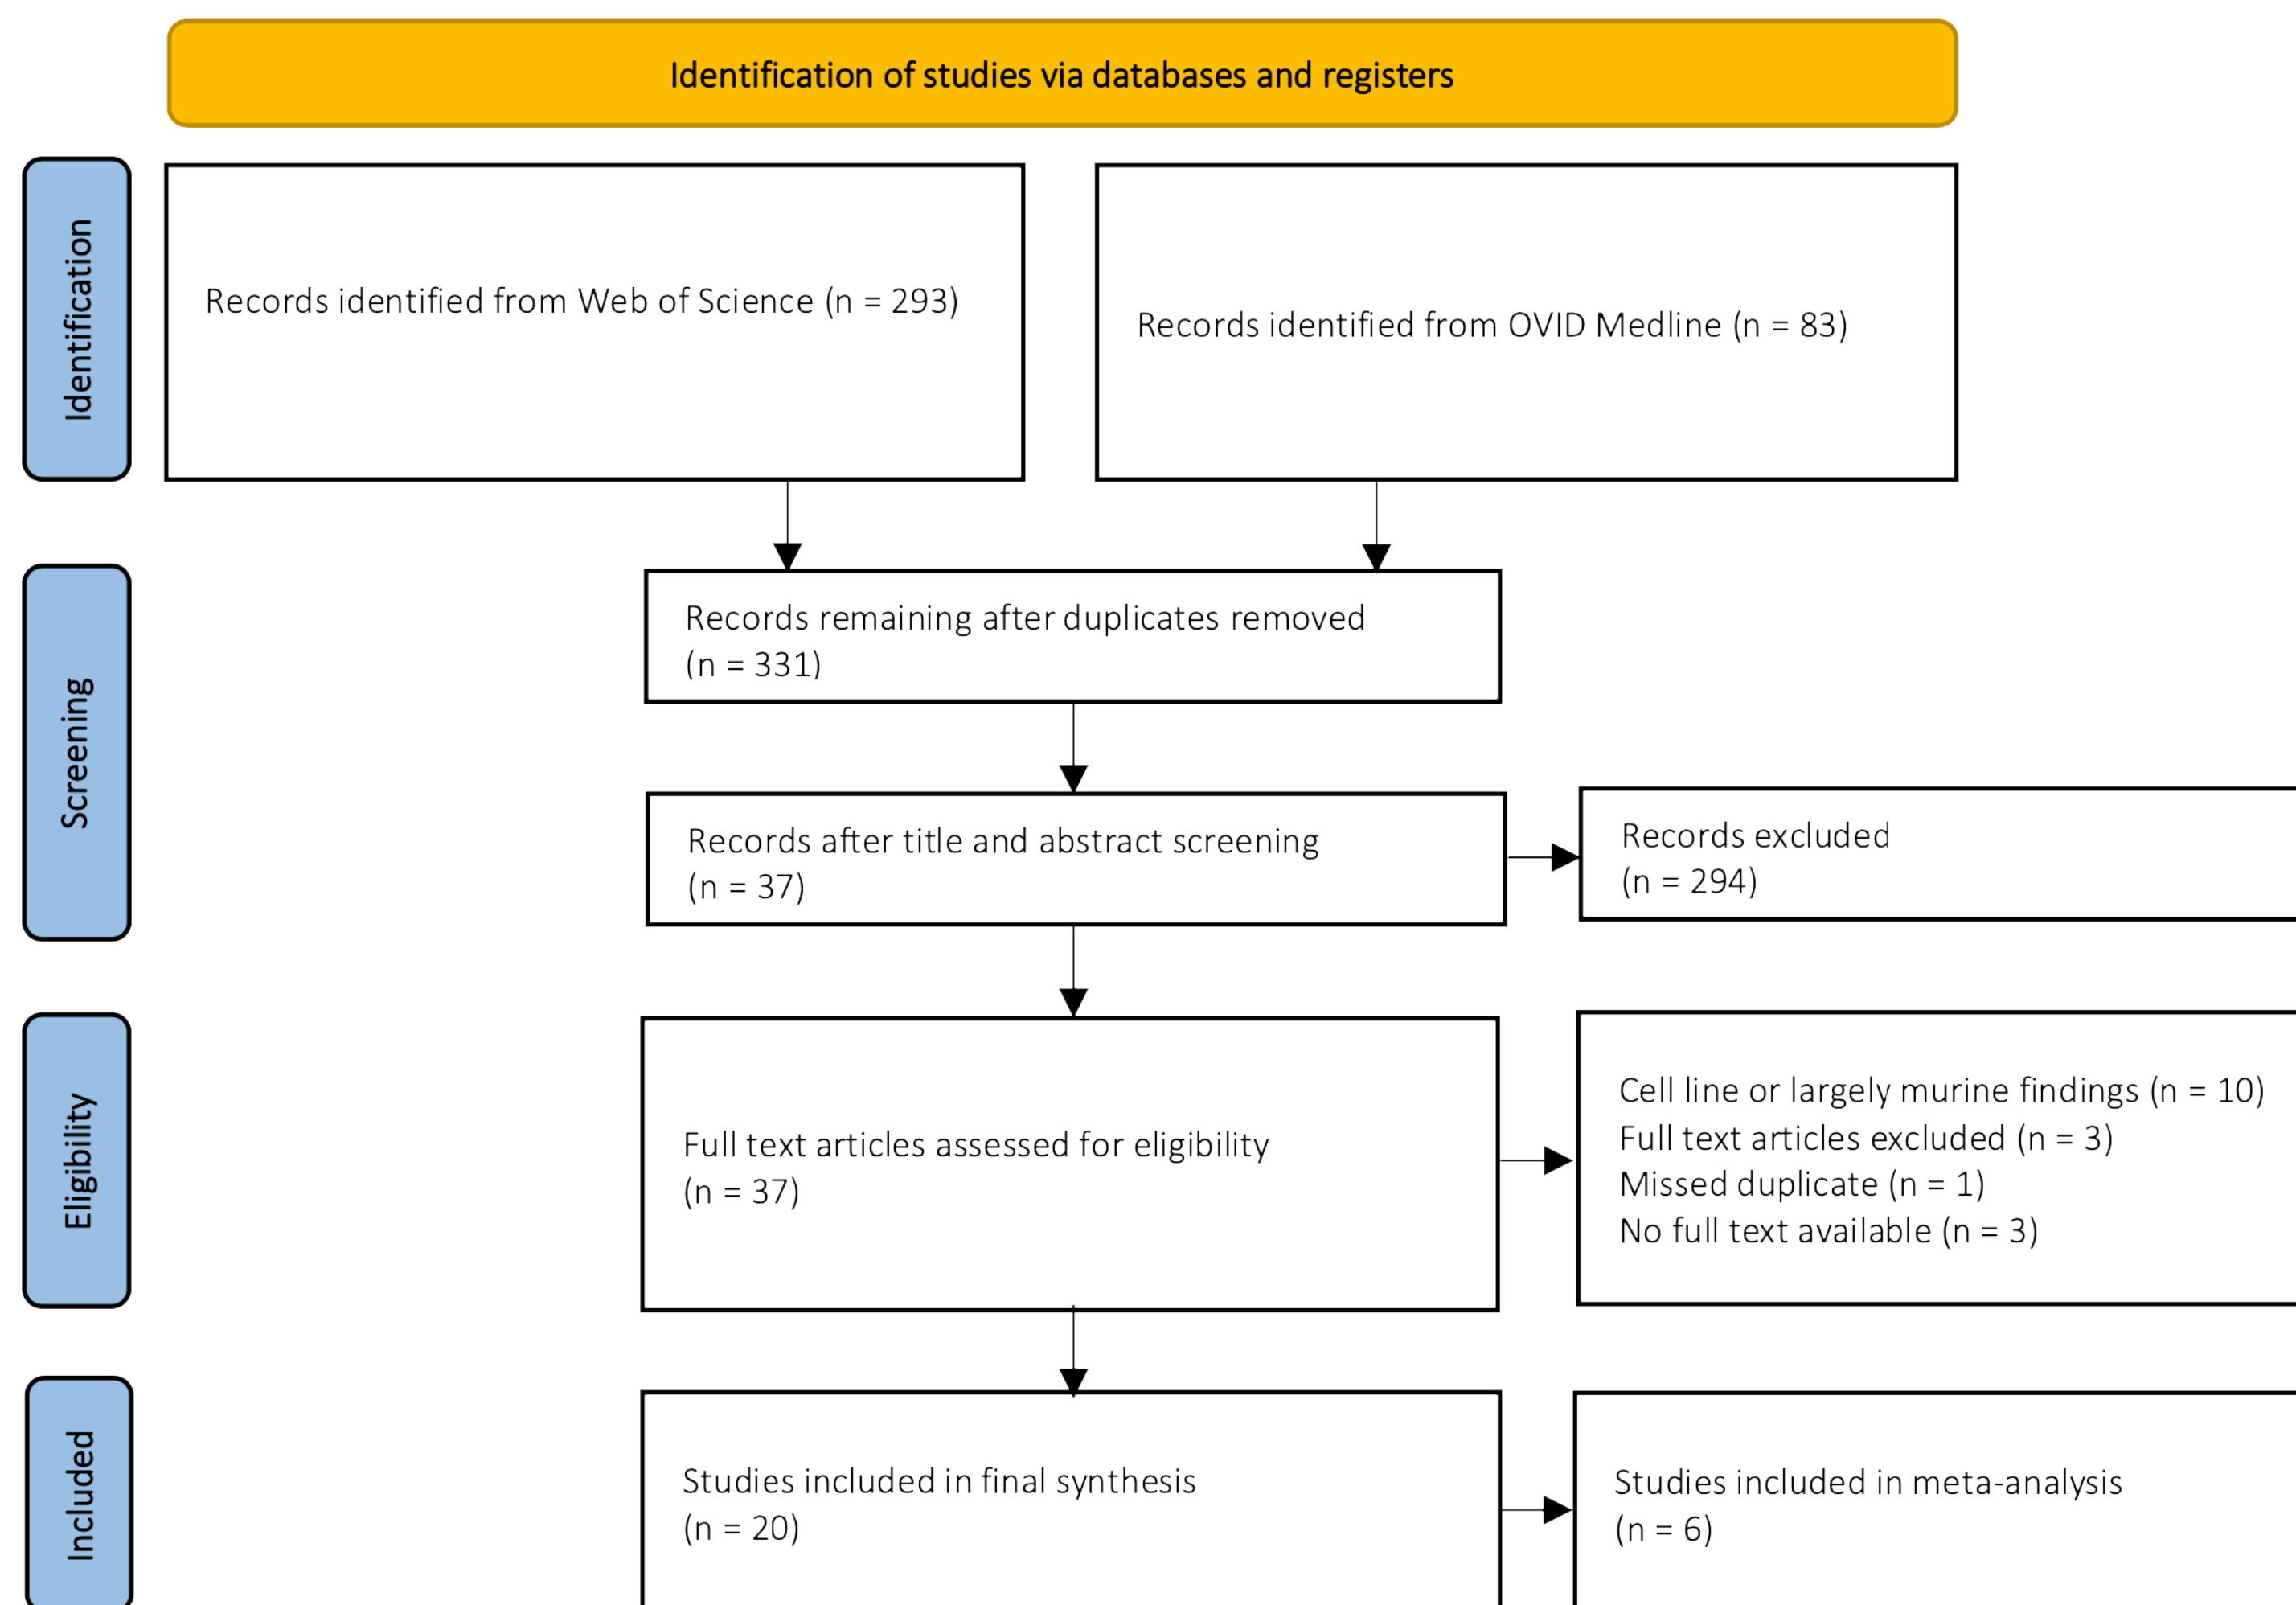 Identification of studies via databases and registers
Identification
Records identified from Web of Science (n = 293)
Records identified from OVID Medline (n = 83)
Screening
Records remaining after duplicates removed
(n = 331)
Records after title and abstract screening
(n = 37)
Records excluded
(n = 294)
Eligibility
Full text articles assessed for eligibility
(n = 37)
Cell line or largely murine findings (n = 10)
Full text articles excluded (n = 3)
Missed duplicate (n = 1)
No full text available (n = 3)
Included
Studies included in final synthesis
(n = 20)
Studies included in meta-analysis
(n = 6)